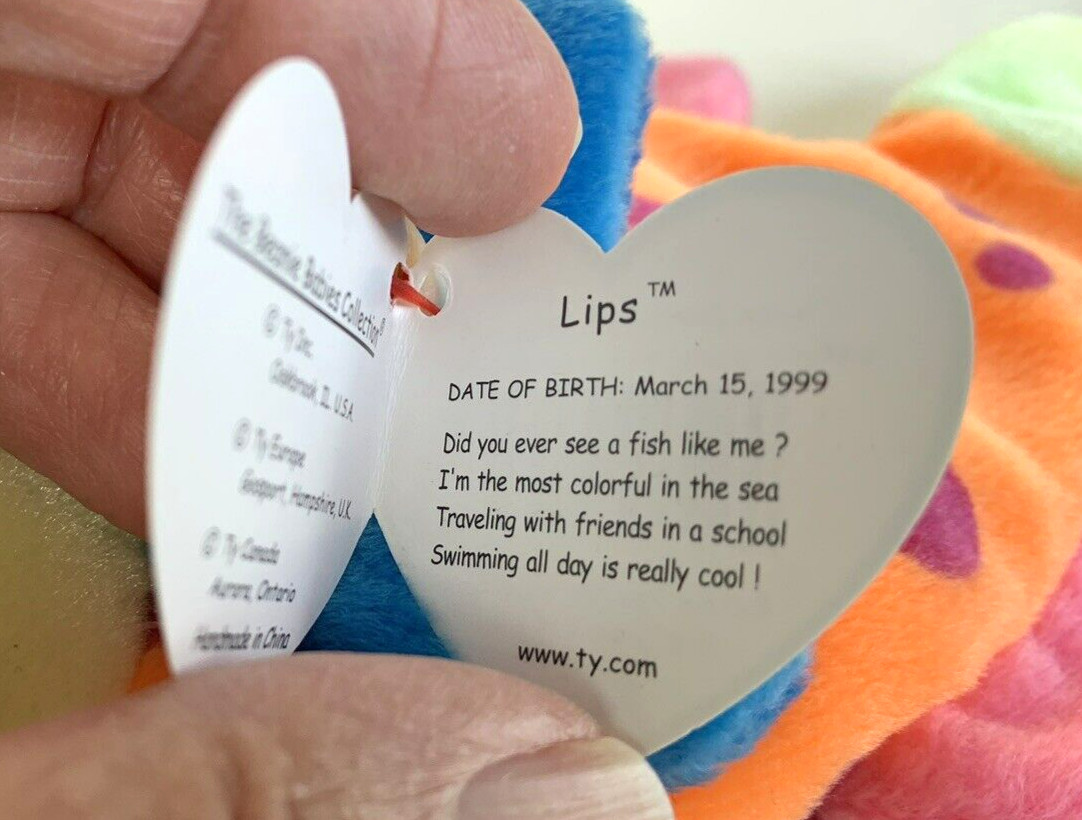 The Beanie Babies Collection®
© Ty Inc.
Oakbrook, IL. U.S.A.
© Ty Europe
Gosport, Hampshire, U.K.
© Ty Canada
Aurora, Ontario
Handmade in China
Lips™
DATE OF BIRTH: March 15, 1999
Did you ever see a fish like me ?
I'm the most colorful in the sea
Traveling with friends in a school
Swimming all day is really cool !
www.ty.com